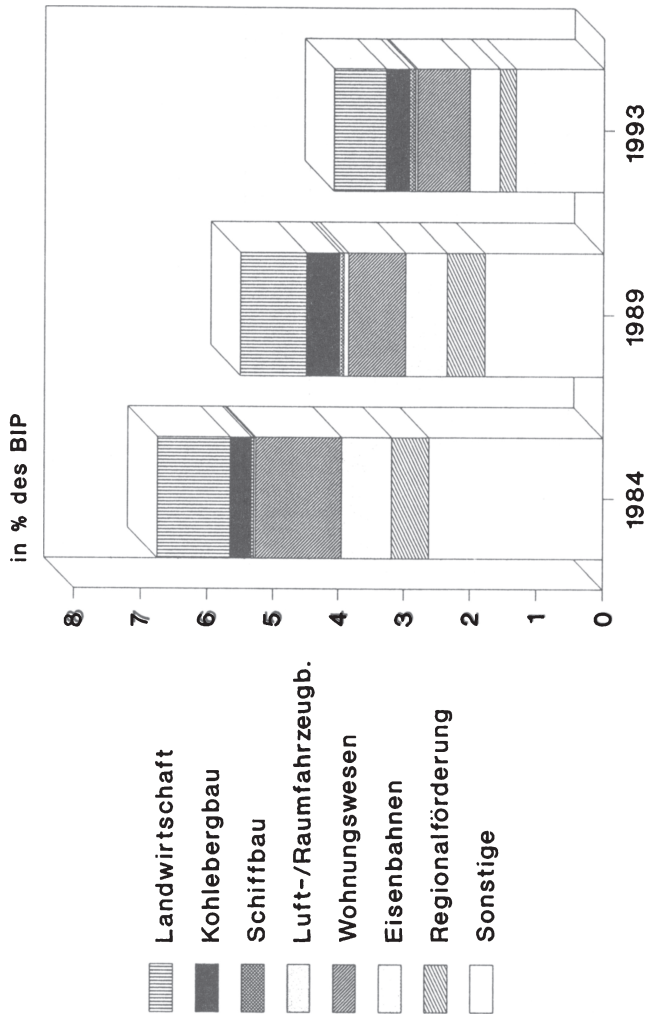 in % des BIP
8
7
6
5
4
3
2
1
0
1984
1989
1993
Landwirtschaft
Kohlebergbau
Schiffbau
Luft-/Raumfahrzeugb.
Wohnungswesen
Eisenbahnen
Regionalförderung
Sonstige